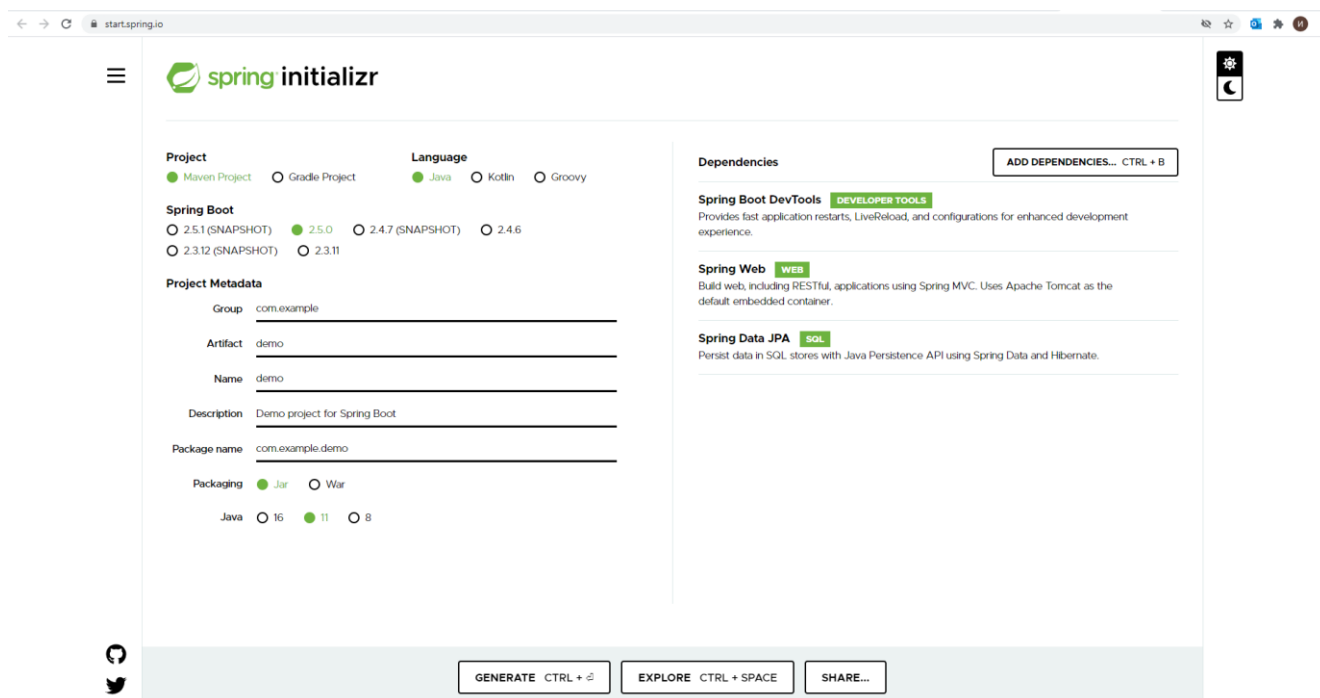 start.spring.io
И
spring initializr
Project
Maven Project Gradle Project
Language
Java Kotlin Groovy
Spring Boot
2.5.1 (SNAPSHOT) 2.5.0 2.4.7 (SNAPSHOT) 2.4.6
2.3.12 (SNAPSHOT) 2.3.11
Project Metadata
Group com.example
Artifact demo
Name demo
Description Demo project for Spring Boot
Package name com.example.demo
Packaging Jar War
Java 16 11 8
Dependencies
ADD DEPENDENCIES... CTRL + B
Spring Boot DevTools DEVELOPER TOOLS
Provides fast application restarts, LiveReload, and configurations for enhanced development
experience.
Spring Web WEB
Build web, including RESTful, applications using Spring MVC. Uses Apache Tomcat as the
default embedded container.
Spring Data JPA SQL
Persist data in SQL stores with Java Persistence API using Spring Data and Hibernate.
GENERATE CTRL + ⏎
EXPLORE CTRL + SPACE
SHARE...